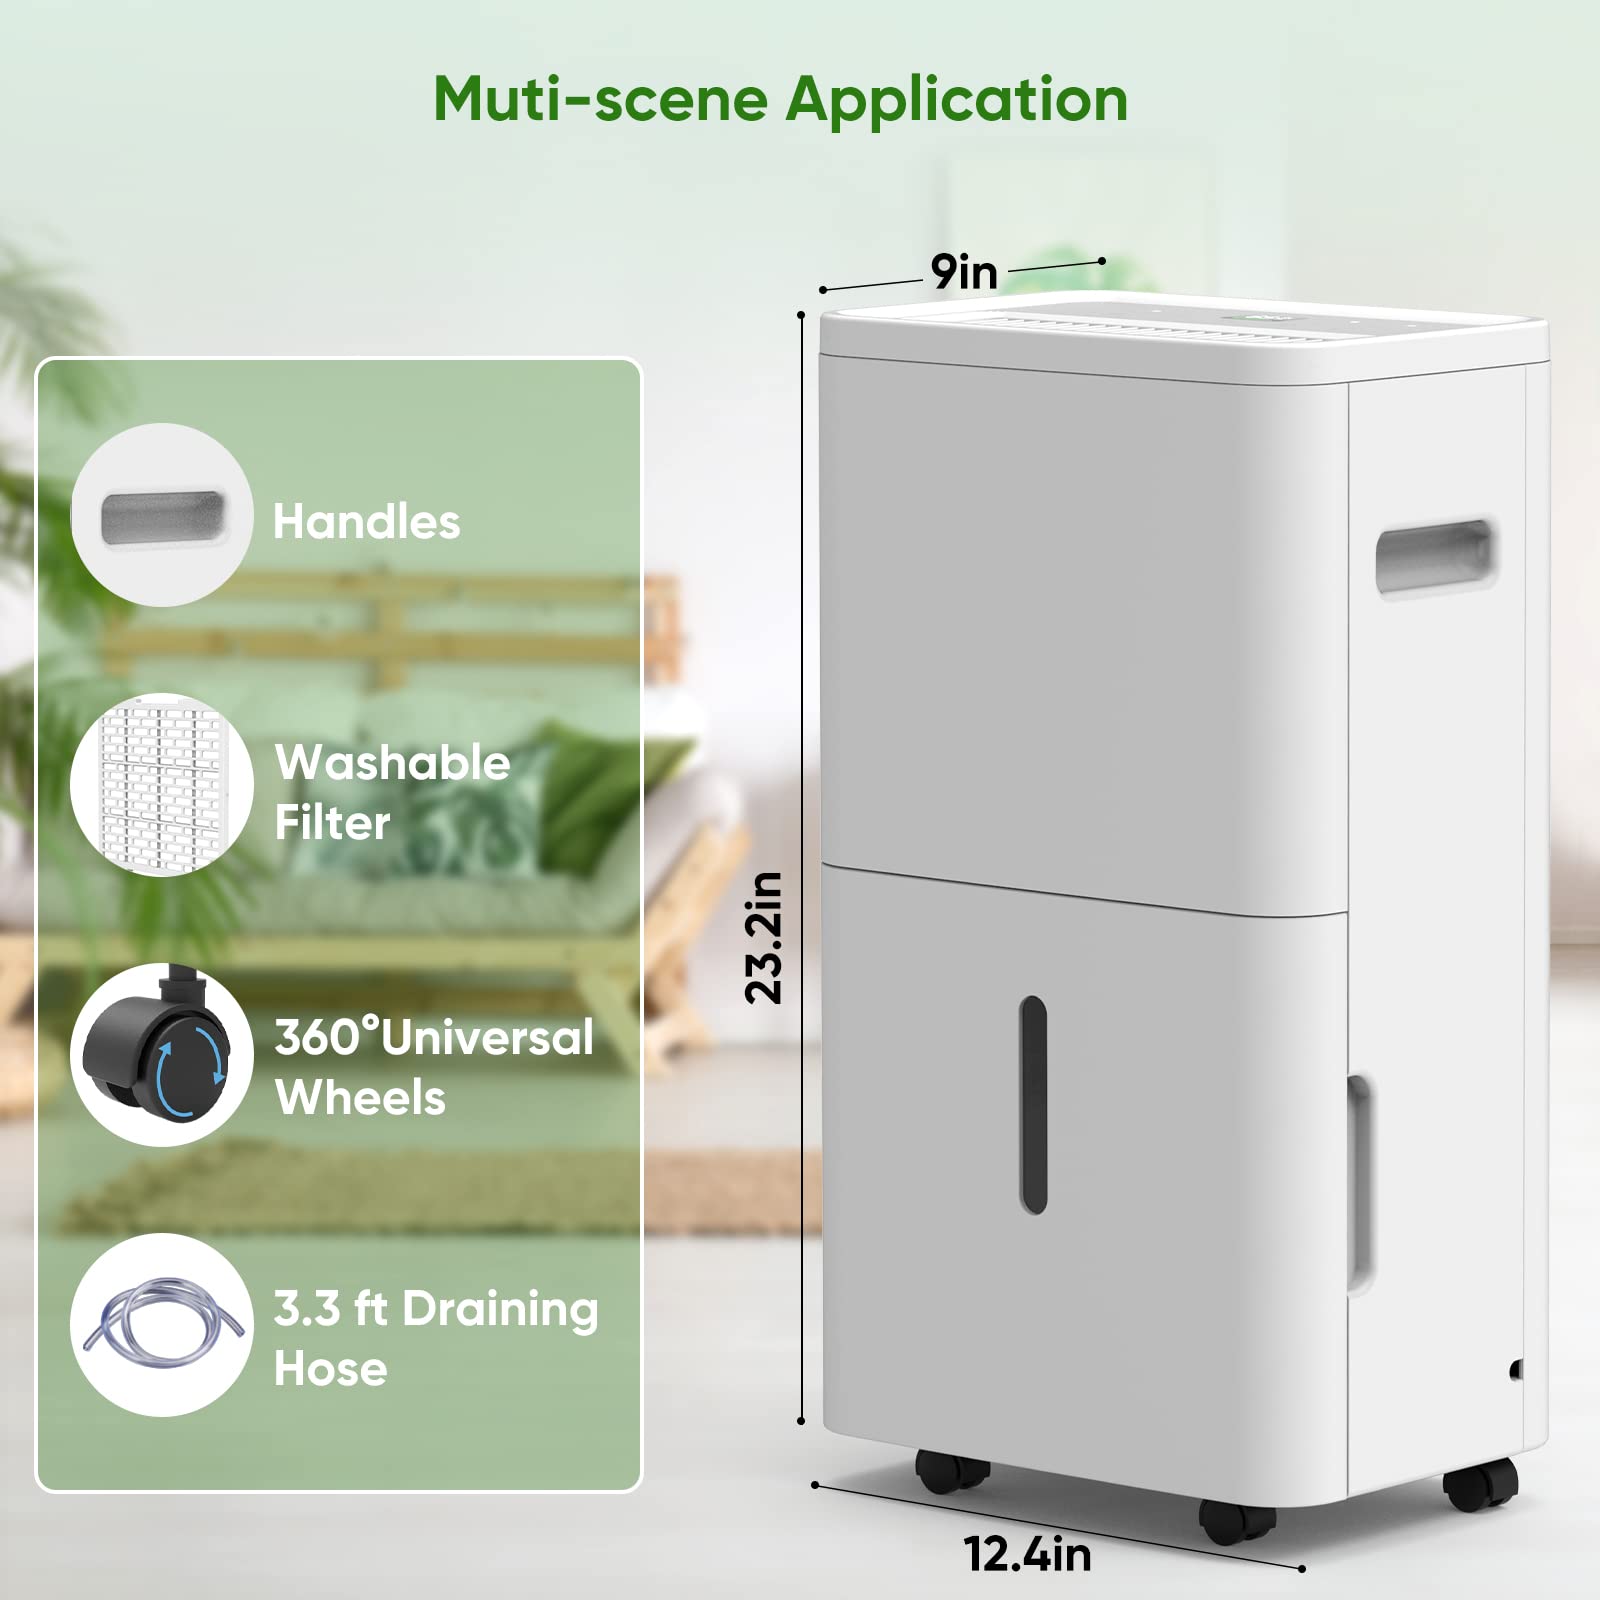 Muti-scene Application
9in
Handles
Washable
Filter
23.2in
360°Universal
Wheels
3.3 ft Draining
Hose
12.4in